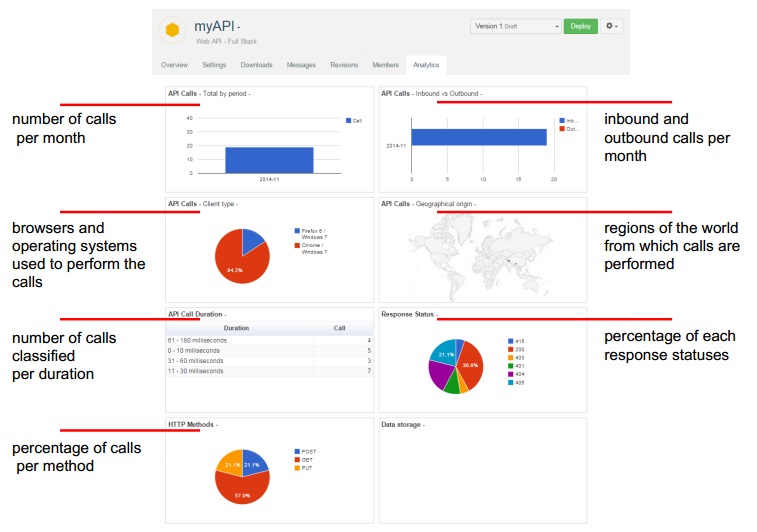 myAPI
Web API - Full Stack
Version 1 Draft
Deploy
Overview
Settings
Downloads
Messages
Revisions
Members
Analytics
number of calls
per month
API Calls - Total by period -
40
30
20
10
0
2014-11
Call
API Calls - Inbound vs Outbound -
2014-11
0
5
10
15
20
Inb...
Out...
inbound and
outbound calls per
month
browsers and
operating systems
used to perform the
calls
API Calls - Client type -
84.2%
Firefox 6 /
Windows 7
Chrome /
Windows 7
API Calls - Geographical origin -
regions of the world
from which calls are
performed
number of calls
classified
per duration
API Call Duration -
Duration Call
61 - 180 milliseconds 4
0 - 10 milliseconds 5
31 - 60 milliseconds 3
11 - 30 milliseconds 7
Response Status -
21.1%
36.8%
415
200
403
401
404
405
percentage of each
response statuses
percentage of calls
per method
HTTP Methods -
21.1%
21.1%
57.9%
POST
GET
PUT
Data storage -